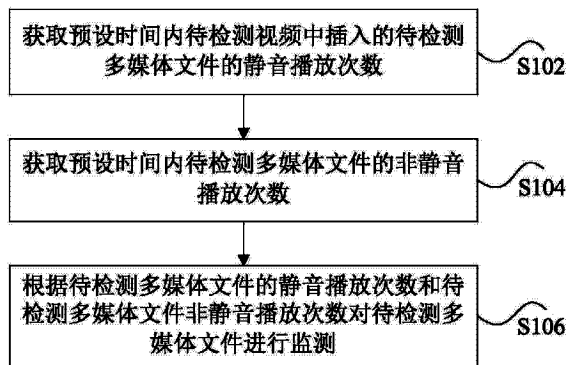 获取预设时间内待检测视频中插入的待检测
多媒体文件的静音播放次数
S102
获取预设时间内待检测多媒体文件的非静音
播放次数
S104
根据待检测多媒体文件的静音播放次数和待
检测多媒体文件非静音播放次数对待检测多
媒体文件进行监测
S106